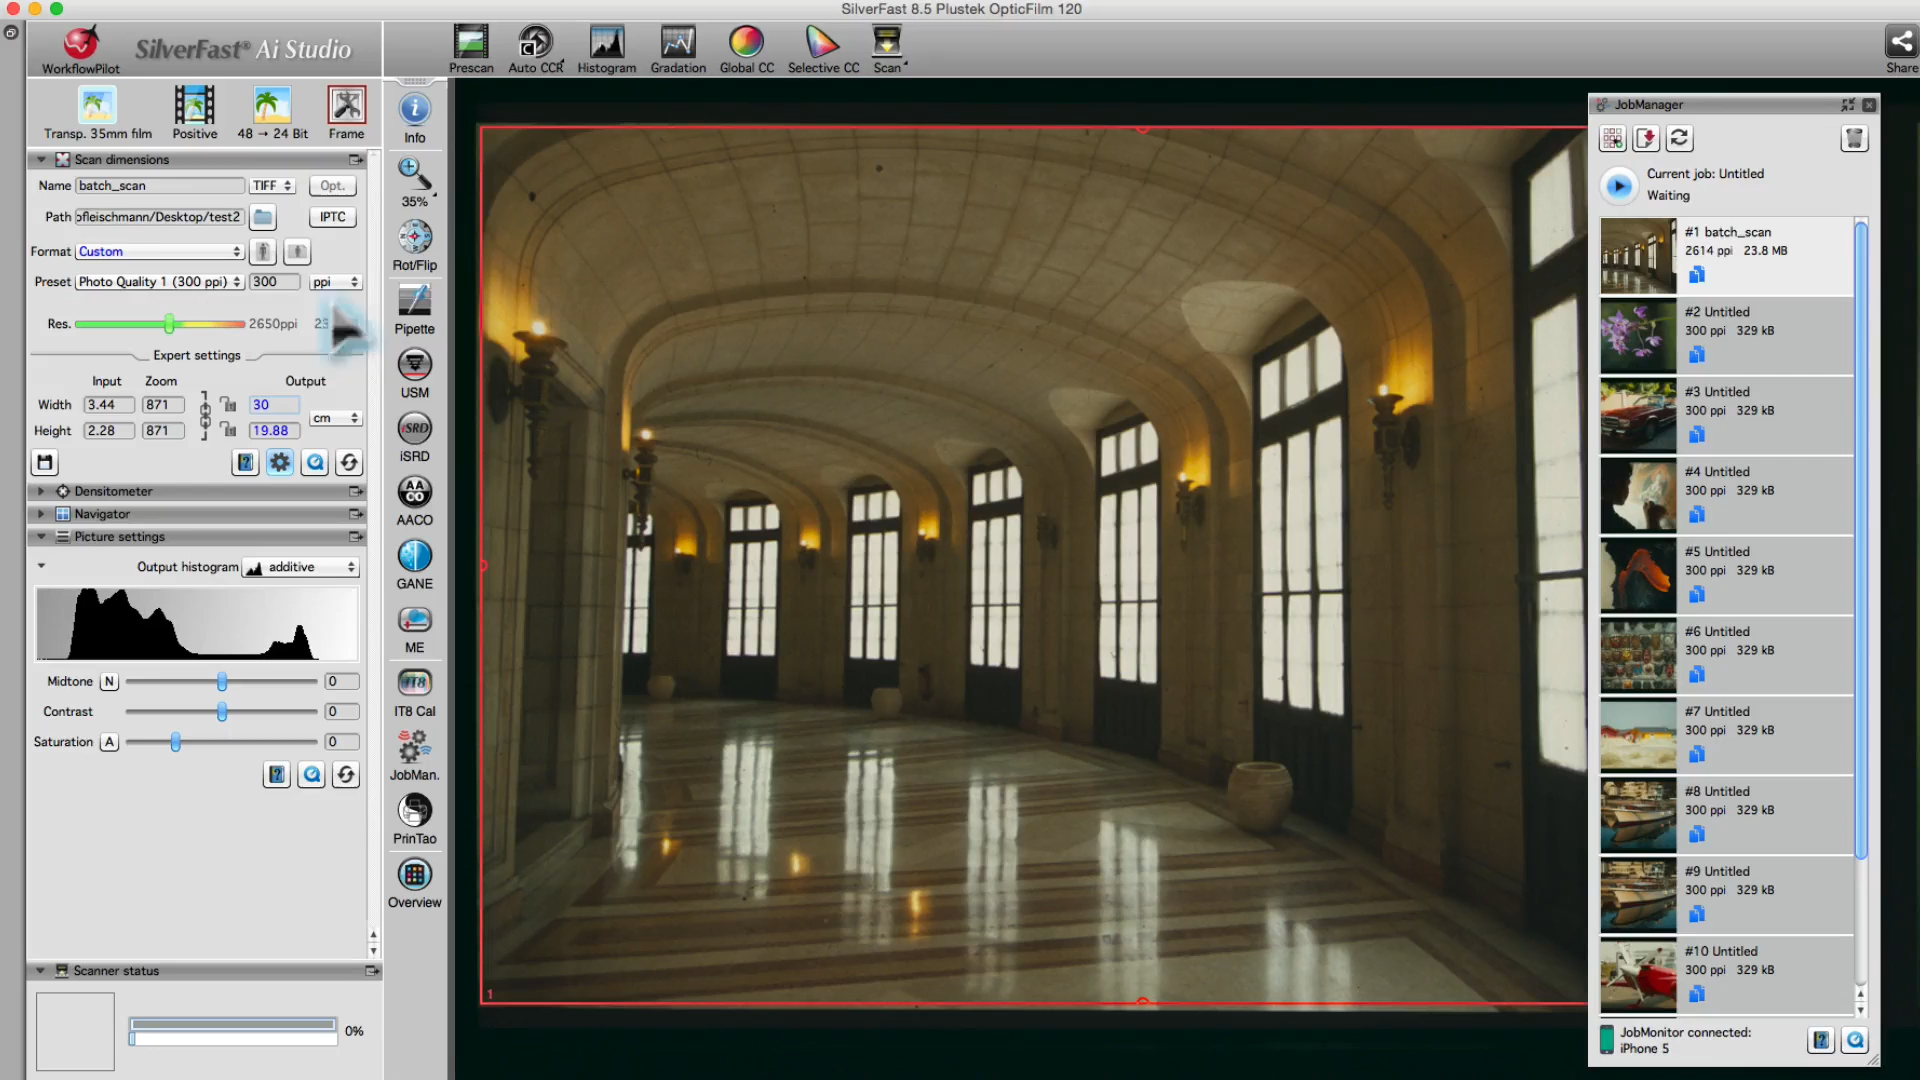 SilverFast 8.5 Plustek OpticFilm 120
WorkflowPilot
SilverFast® Ai Studio
Prescan
Auto CCR
Histogram
Gradation
Global CC
Selective CC
Scan
Share
Transp. 35mm film
Positive
48 → 24 Bit
Frame
Scan dimensions
Name batch_scan TIFF Opt.
Path ofleischmann/Desktop/test2 IPTC
Format Custom
Preset Photo Quality 1 (300 ppi) 300 ppi
Res. 2650ppi
Expert settings
Input Zoom Output
Width 3.44 871 30
cm
Height 2.28 871 19.88
Densitometer
Navigator
Picture settings
Output histogram additive
Midtone N 0
Contrast 0
Saturation A 0
Scanner status
0%
Info
35%
Rot/Flip
Pipette
USM
iSRD
iSRD
AA
CO
AACO
GANE
ME
IT8
IT8 Cal
JobMan.
PrinTao
Overview
1
JobManager
Current job: Untitled
Waiting
#1 batch_scan
2614 ppi 23.8 MB
#2 Untitled
300 ppi 329 kB
#3 Untitled
300 ppi 329 kB
#4 Untitled
300 ppi 329 kB
#5 Untitled
300 ppi 329 kB
#6 Untitled
300 ppi 329 kB
#7 Untitled
300 ppi 329 kB
#8 Untitled
300 ppi 329 kB
#9 Untitled
300 ppi 329 kB
#10 Untitled
300 ppi 329 kB
JobMonitor connected:
iPhone 5